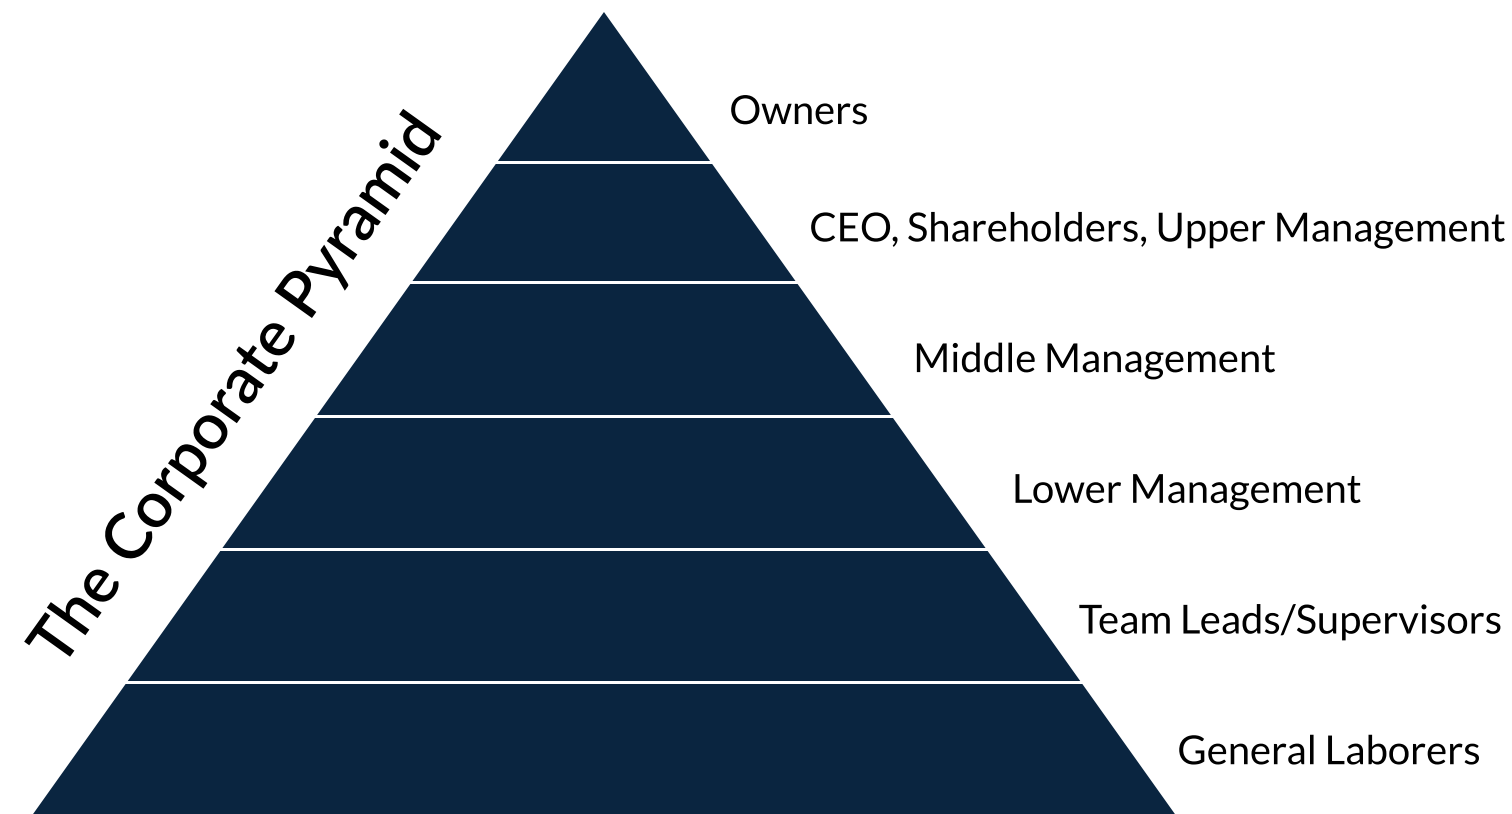 The Corporate Pyramid
Owners
CEO, Shareholders, Upper Management
Middle Management
Lower Management
Team Leads/Supervisors
General Laborers